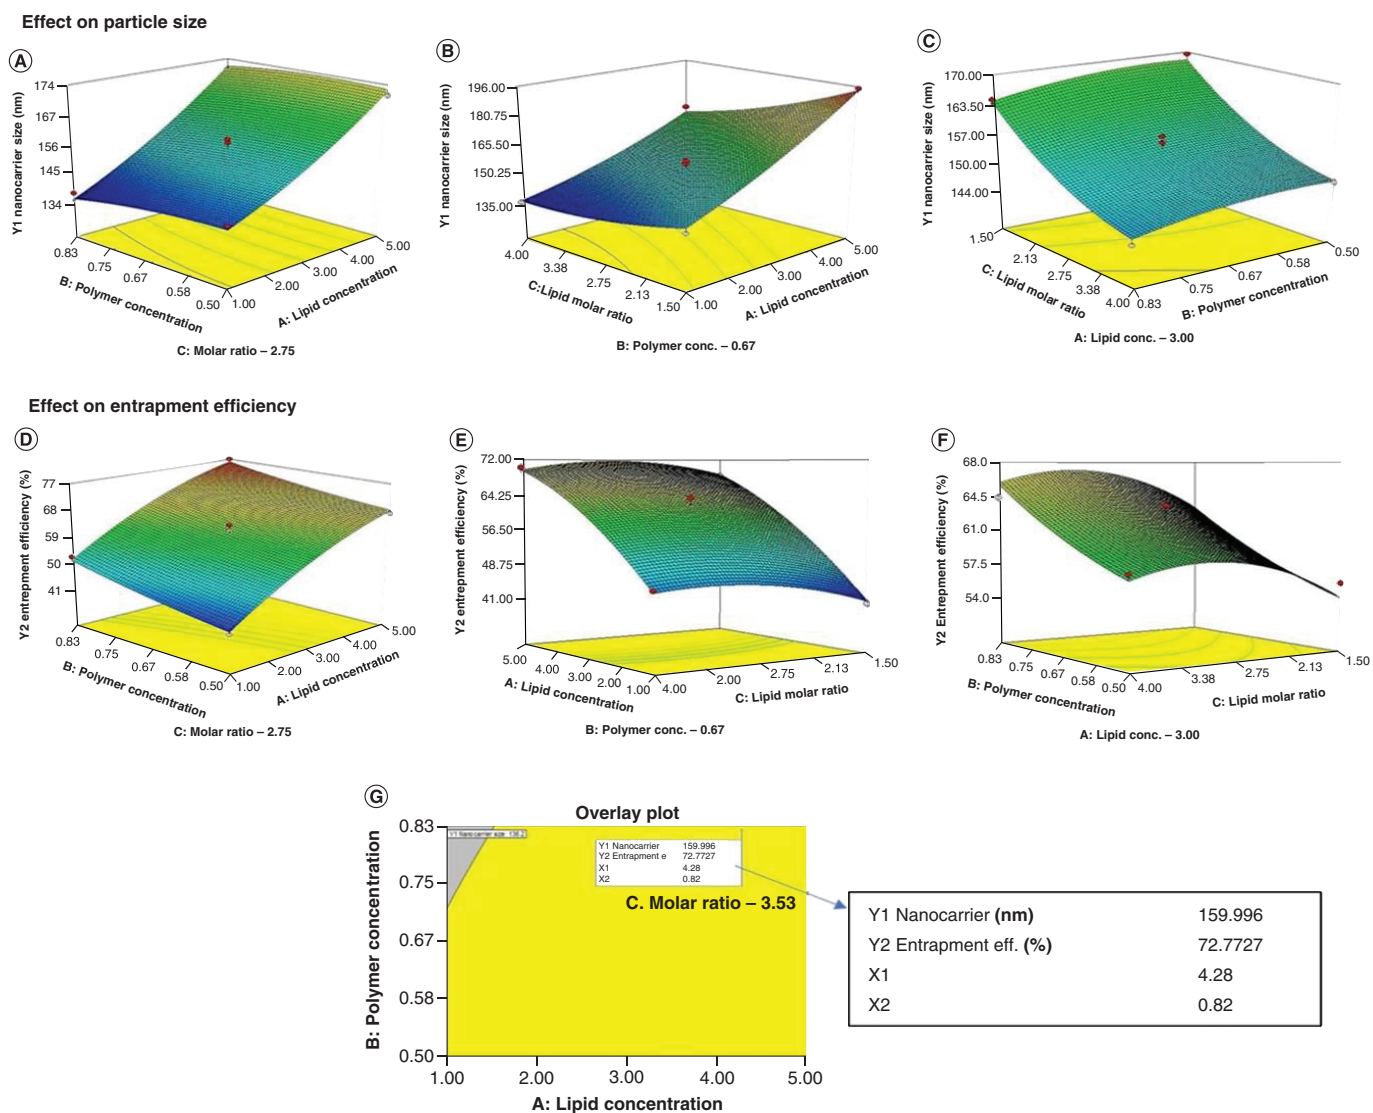 Effect on particle size
A
Y1 nanocarrier size (nm)
174
167
156
145
134
0.83
0.75
0.67
0.58
0.50
B: Polymer concentration
1.00
2.00
3.00
4.00
5.00
A: Lipid concentration
C: Molar ratio – 2.75
B
Y1 nanocarrier size (nm)
196.00
180.75
165.50
150.25
135.00
4.00
3.38
2.75
2.13
1.50
C:Lipid molar ratio
1.00
2.00
3.00
4.00
5.00
A: Lipid concentration
B: Polymer conc. – 0.67
C
Y1 nanocarrier size (nm)
170.00
163.50
157.00
150.00
144.00
1.50
2.13
2.75
3.38
4.00
C: Lipid molar ratio
0.83
0.75
0.67
0.58
0.50
B: Polymer concentration
A: Lipid conc. – 3.00
Effect on entrapment efficiency
D
Y2 entrepment efficiency (%)
77
68
59
50
41
0.83
0.75
0.67
0.58
0.50
B: Polymer concentration
1.00
2.00
3.00
4.00
5.00
A: Lipid concentration
C: Molar ratio – 2.75
E
Y2 entrepment efficiency (%)
72.00
64.25
56.50
48.75
41.00
5.00
4.00
3.00
2.00
1.00
A: Lipid concentration
4.00
2.00
2.75
2.13
1.50
C: Lipid molar ratio
B: Polymer conc. – 0.67
F
Y2 Entrepment efficiency (%)
68.0
64.5
61.0
57.5
54.0
0.83
0.75
0.67
0.58
0.50
B: Polymer concentration
4.00
3.38
2.75
2.13
1.50
C: Lipid molar ratio
A: Lipid conc. – 3.00
G
Overlay plot
B: Polymer concentration
0.83
0.75
0.67
0.58
0.50
Y1 Nanocarrier size: 136.2
Y1 Nanocarrier 159.996
Y2 Entrapment e 72.7727
X1 4.28
X2 0.82
C. Molar ratio – 3.53
1.00
2.00
3.00
4.00
5.00
A: Lipid concentration
Y1 Nanocarrier (nm) 159.996
Y2 Entrapment eff. (%) 72.7727
X1 4.28
X2 0.82